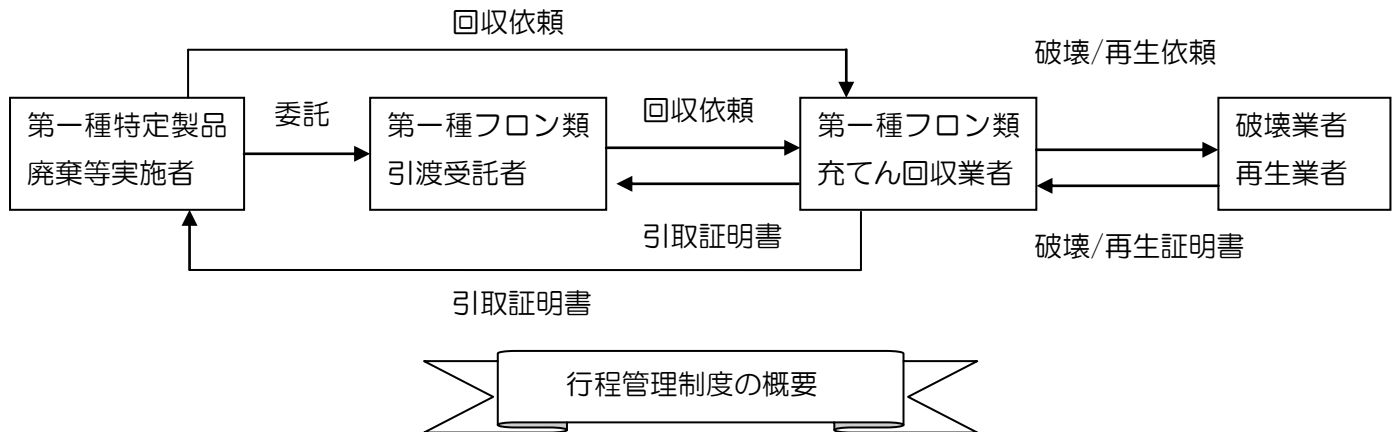 回収依頼
破壊/再生依頼
第一種特定製品
廃棄等実施者
委託
第一種フロン類
引渡受託者
回収依頼
第一種フロン類
充てん回収業者
破壊業者
再生業者
引取証明書
破壊/再生証明書
引取証明書
行程管理制度の概要